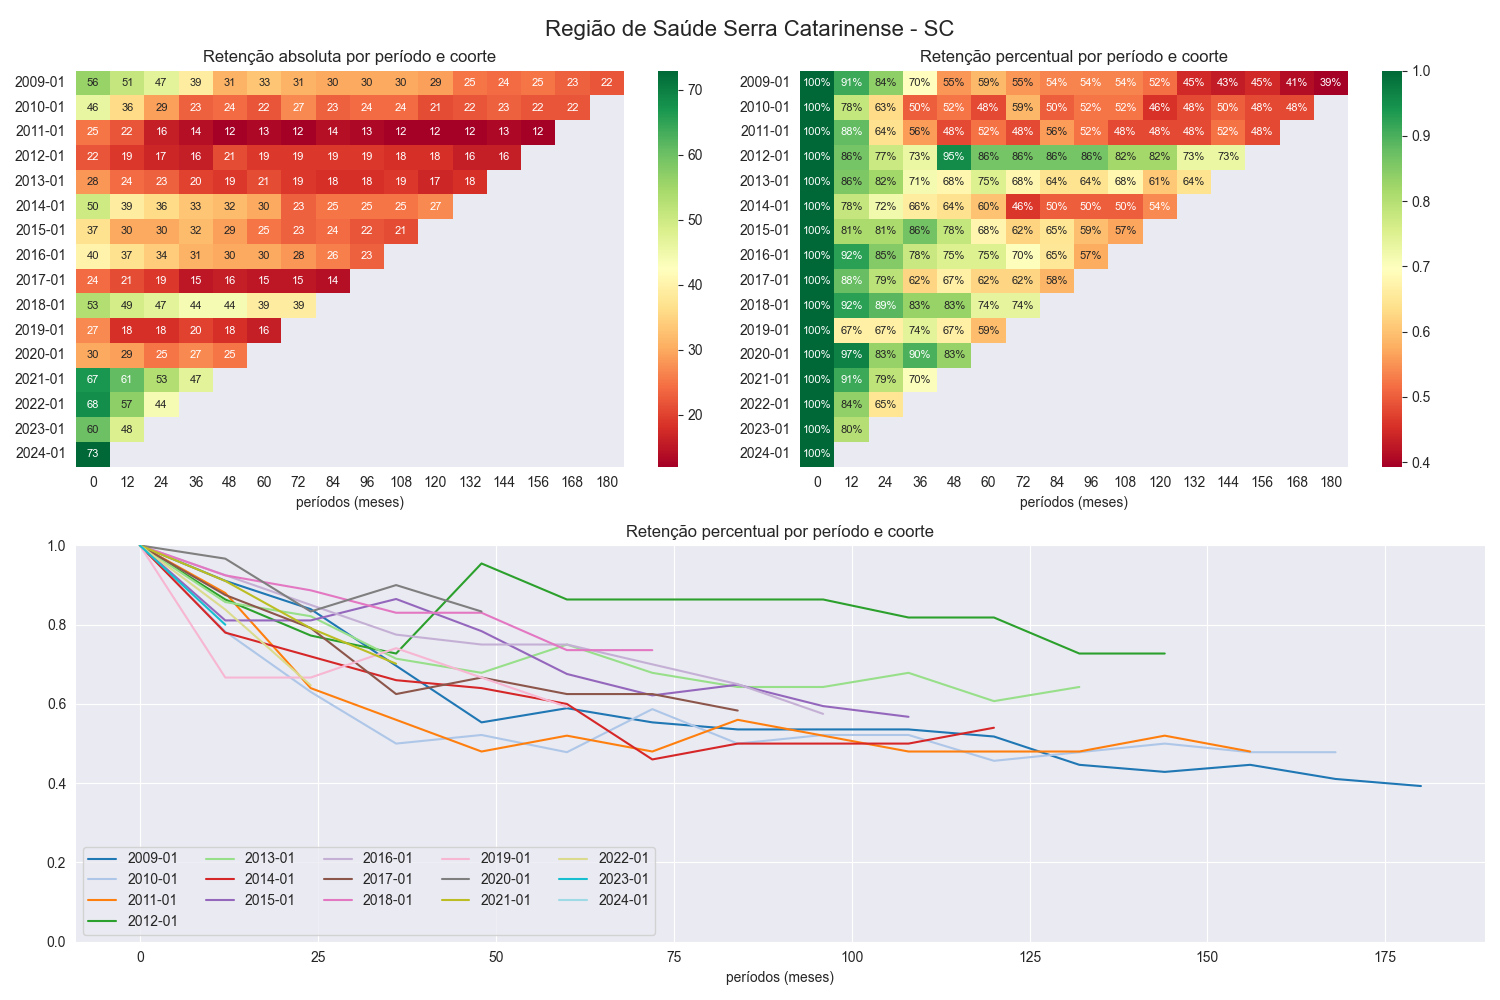 Região de Saúde Serra Catarinense - SC
Retenção absoluta por período e coorte
2009-01 56 51 47 39 31 33 31 30 30 30 29 25 24 25 23 22
2010-01 46 36 29 23 24 22 27 23 24 24 21 22 23 22 22
2011-01 25 22 16 14 12 13 12 14 13 12 12 12 13 12
2012-01 22 19 17 16 21 19 19 19 19 18 18 16 16
2013-01 28 24 23 20 19 21 19 18 18 19 17 18
2014-01 50 39 36 33 32 30 23 25 25 25 27
2015-01 37 30 30 32 29 25 23 24 22 21
2016-01 40 37 34 31 30 30 28 26 23
2017-01 24 21 19 15 16 15 15 14
2018-01 53 49 47 44 44 39 39
2019-01 27 18 18 20 18 16
2020-01 30 29 25 27 25
2021-01 67 61 53 47
2022-01 68 57 44
2023-01 60 48
2024-01 73
0 12 24 36 48 60 72 84 96 108 120 132 144 156 168 180
períodos (meses)
70
60
50
40
30
20
Retenção percentual por período e coorte
2009-01 100% 91% 84% 70% 55% 59% 55% 54% 54% 54% 52% 45% 43% 45% 41% 39%
2010-01 100% 78% 63% 50% 52% 48% 59% 50% 52% 52% 46% 48% 50% 48% 48%
2011-01 100% 88% 64% 56% 48% 52% 48% 56% 52% 48% 48% 48% 52% 48%
2012-01 100% 86% 77% 73% 95% 86% 86% 86% 86% 82% 82% 73% 73%
2013-01 100% 86% 82% 71% 68% 75% 68% 64% 64% 68% 61% 64%
2014-01 100% 78% 72% 66% 64% 60% 46% 50% 50% 50% 54%
2015-01 100% 81% 81% 86% 78% 68% 62% 65% 59% 57%
2016-01 100% 92% 85% 78% 75% 75% 70% 65% 57%
2017-01 100% 88% 79% 62% 67% 62% 62% 58%
2018-01 100% 92% 89% 83% 83% 74% 74%
2019-01 100% 67% 67% 74% 67% 59%
2020-01 100% 97% 83% 90% 83%
2021-01 100% 91% 79% 70%
2022-01 100% 84% 65%
2023-01 100% 80%
2024-01 100%
0 12 24 36 48 60 72 84 96 108 120 132 144 156 168 180
períodos (meses)
1.0
0.9
0.8
0.7
0.6
0.5
0.4
Retenção percentual por período e coorte
1.0
0.8
0.6
0.4
0.2
0.0
2009-01 2013-01 2016-01 2019-01 2022-01
2010-01 2014-01 2017-01 2020-01 2023-01
2011-01 2015-01 2018-01 2021-01 2024-01
2012-01
0 25 50 75 100 125 150 175
períodos (meses)